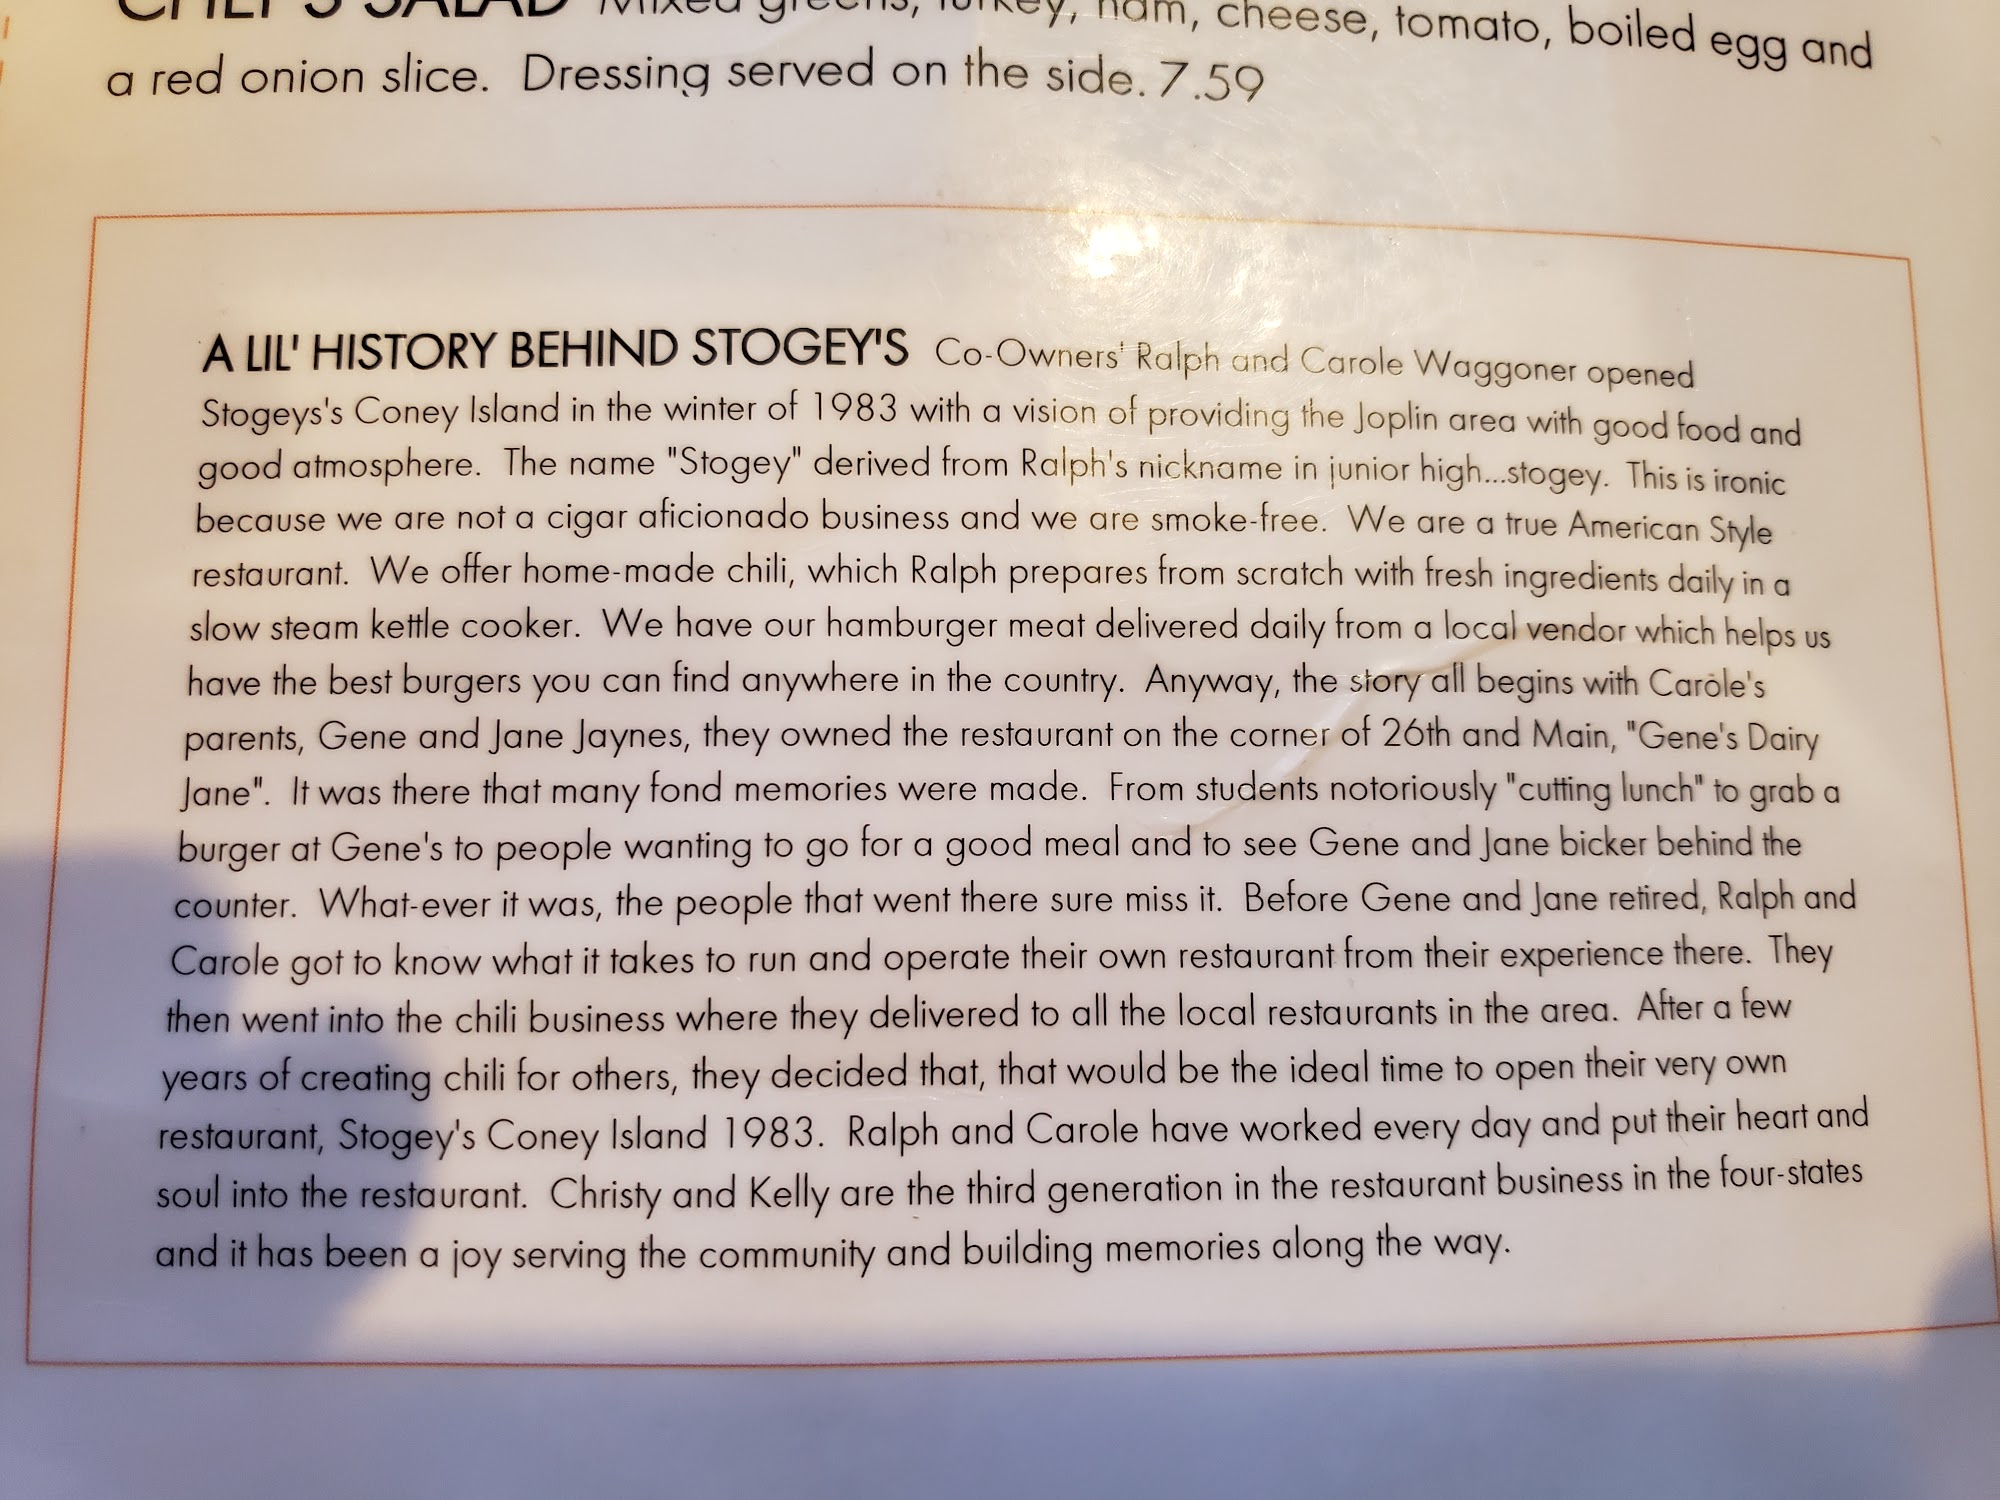 CHEF'S SALAD Mixed greens, turkey, ham, cheese, tomato, boiled egg and
a red onion slice. Dressing served on the side. 7.59
A LIL' HISTORY BEHIND STOGEY'S Co-Owners' Ralph and Carole Waggoner opened
Stogeys's Coney Island in the winter of 1983 with a vision of providing the Joplin area with good food and
good atmosphere. The name "Stogey" derived from Ralph's nickname in junior high...stogey. This is ironic
because we are not a cigar aficionado business and we are smoke-free. We are a true American Style
restaurant. We offer home-made chili, which Ralph prepares from scratch with fresh ingredients daily in a
slow steam kettle cooker. We have our hamburger meat delivered daily from a local vendor which helps us
have the best burgers you can find anywhere in the country. Anyway, the story all begins with Carole's
parents, Gene and Jane Jaynes, they owned the restaurant on the corner of 26th and Main, "Gene's Dairy
Jane". It was there that many fond memories were made. From students notoriously "cutting lunch" to grab a
burger at Gene's to people wanting to go for a good meal and to see Gene and Jane bicker behind the
counter. What-ever it was, the people that went there sure miss it. Before Gene and Jane retired, Ralph and
Carole got to know what it takes to run and operate their own restaurant from their experience there. They
then went into the chili business where they delivered to all the local restaurants in the area. After a few
years of creating chili for others, they decided that, that would be the ideal time to open their very own
restaurant, Stogey's Coney Island 1983. Ralph and Carole have worked every day and put their heart and
soul into the restaurant. Christy and Kelly are the third generation in the restaurant business in the four-states
and it has been a joy serving the community and building memories along the way.